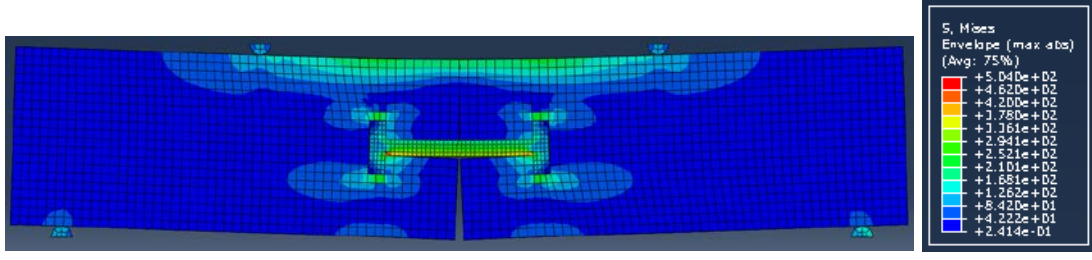 S, Mises
Envelope (max abs)
(Avg: 75%)
+5.040e+02
+4.620e+02
+4.200e+02
+3.780e+02
+3.361e+02
+2.941e+02
+2.521e+02
+2.101e+02
+1.681e+02
+1.262e+02
+8.420e+01
+4.222e+01
+2.414e-01